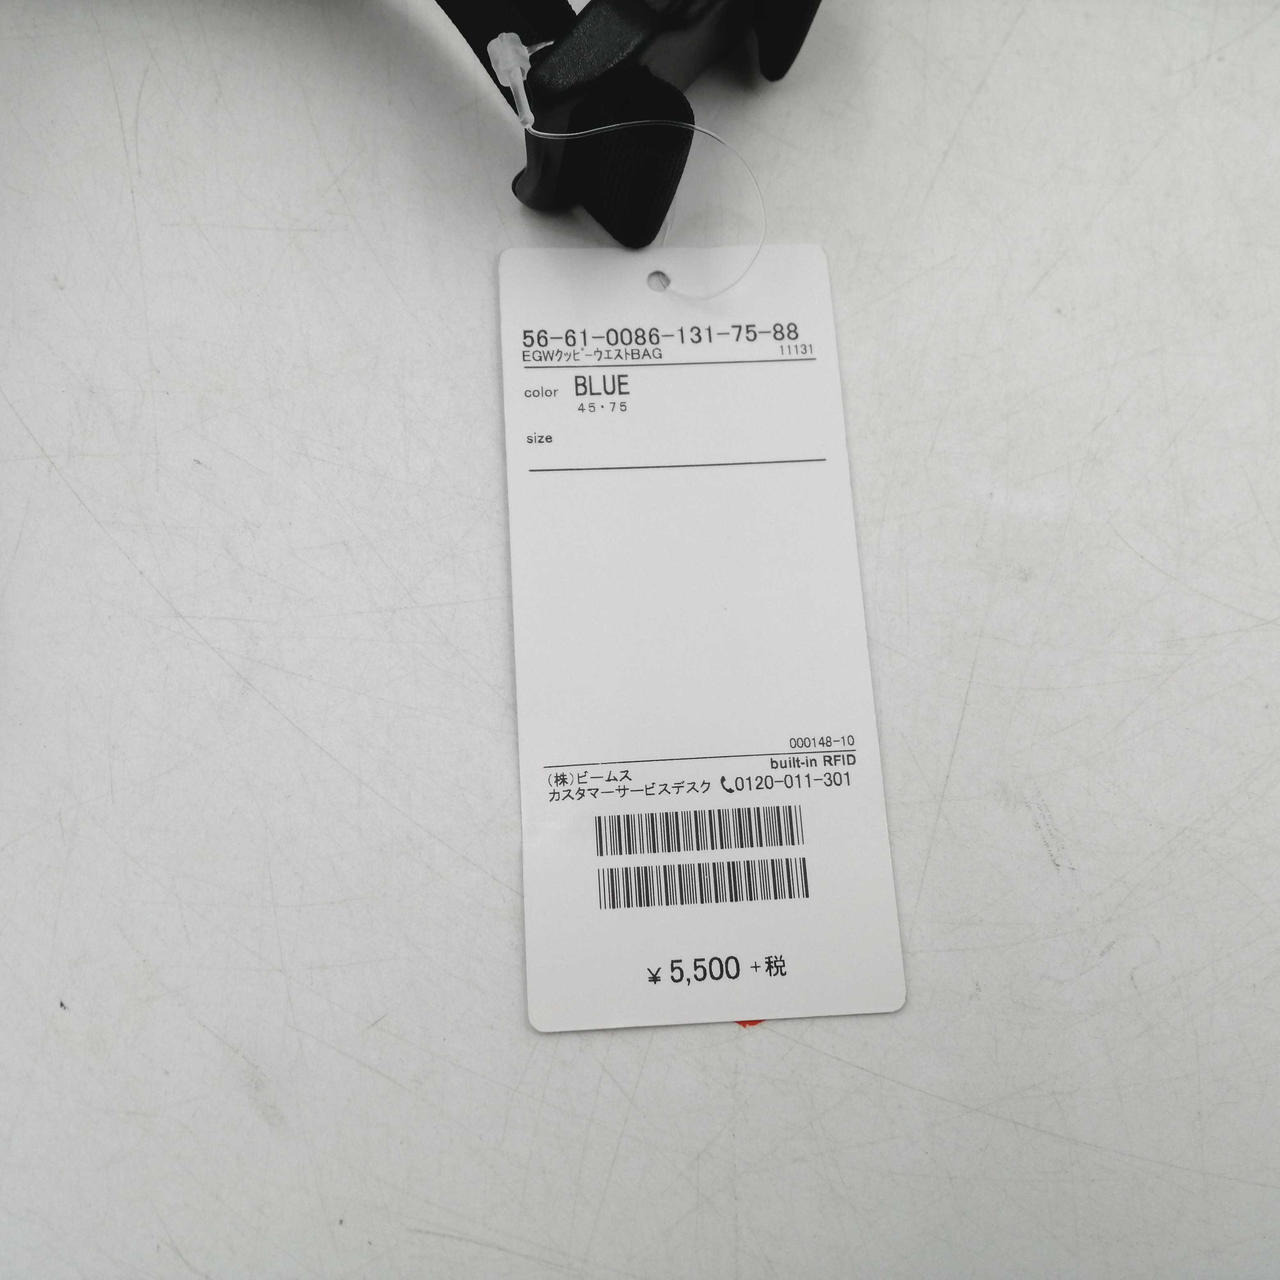 56-61-0086-131-75-88
EGWｸｯﾋﾟｰｳｴｽﾄBAG 11131
color BLUE
45・75
size
000148-10
built-in RFID
(株)ビームス
カスタマーサービスデスク 0120-011-301
¥ 5,500 +税